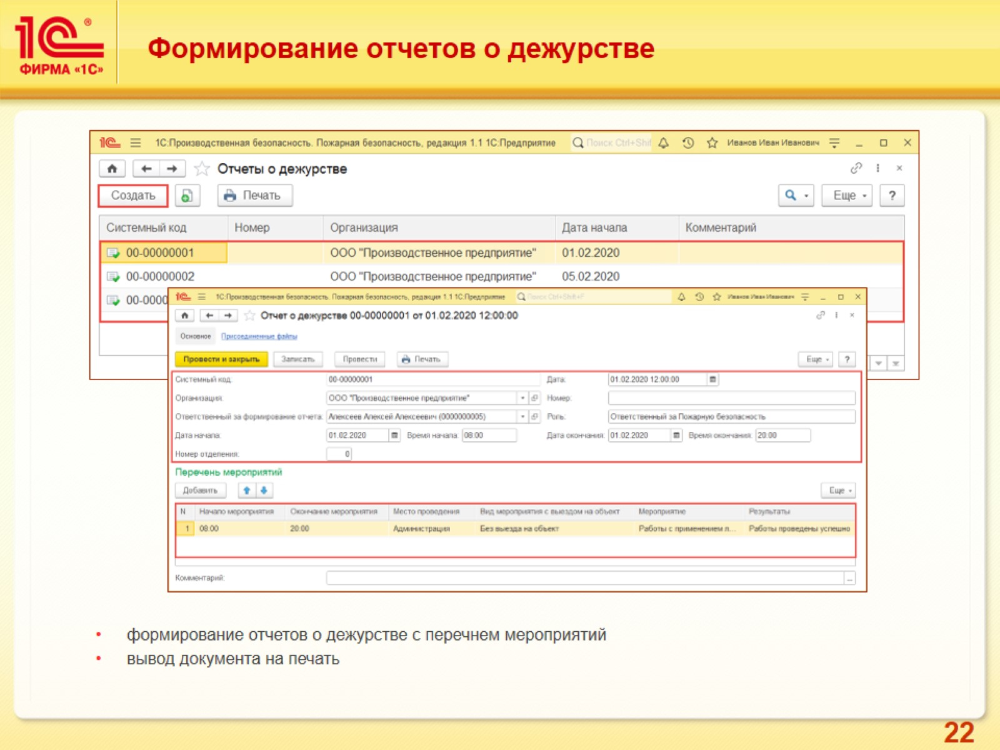 1С ®
ФИРМА «1С»
Формирование отчетов о дежурстве
1С:Производственная безопасность. Пожарная безопасность, редакция 1.1 1С:Предприятие
Поиск Ctrl+Shif
Иванов Иван Иванович
Отчеты о дежурстве
Создать
Печать
Еще
?
Системный код Номер Организация Дата начала Комментарий
00-00000001 ООО "Производственное предприятие" 01.02.2020
00-00000002 ООО "Производственное предприятие" 05.02.2020
00-0000
1С:Производственная безопасность. Пожарная безопасность, редакция 1.1 1С:Предприятие
Поиск Ctrl+Shift+F
Иванов Иван Иванович
Отчет о дежурстве 00-00000001 от 01.02.2020 12:00:00
Основное Присоединенные файлы
Провести и закрыть Записать Провести Печать Еще ?
Системный код: 00-00000001 Дата: 01.02.2020 12:00:00
Организация: ООО "Производственное предприятие" Номер:
Ответственный за формирование отчета: Алексеев Алексей Алексеевич (0000000005) Роль: Ответственный за Пожарную безопасность
Дата начала: 01.02.2020 Время начала: 08:00 Дата окончания: 01.02.2020 Время окончания: 20:00
Номер отделения: 0
Перечень мероприятий
Добавить Еще
N Начало мероприятия Окончание мероприятия Место проведения Вид мероприятия с выездом на объект Мероприятие Результаты
1 08:00 20:00 Администрация Без выезда на объект Работы с применением л... Работы проведены успешно
Комментарий: ...
• формирование отчетов о дежурстве с перечнем мероприятий
• вывод документа на печать
22